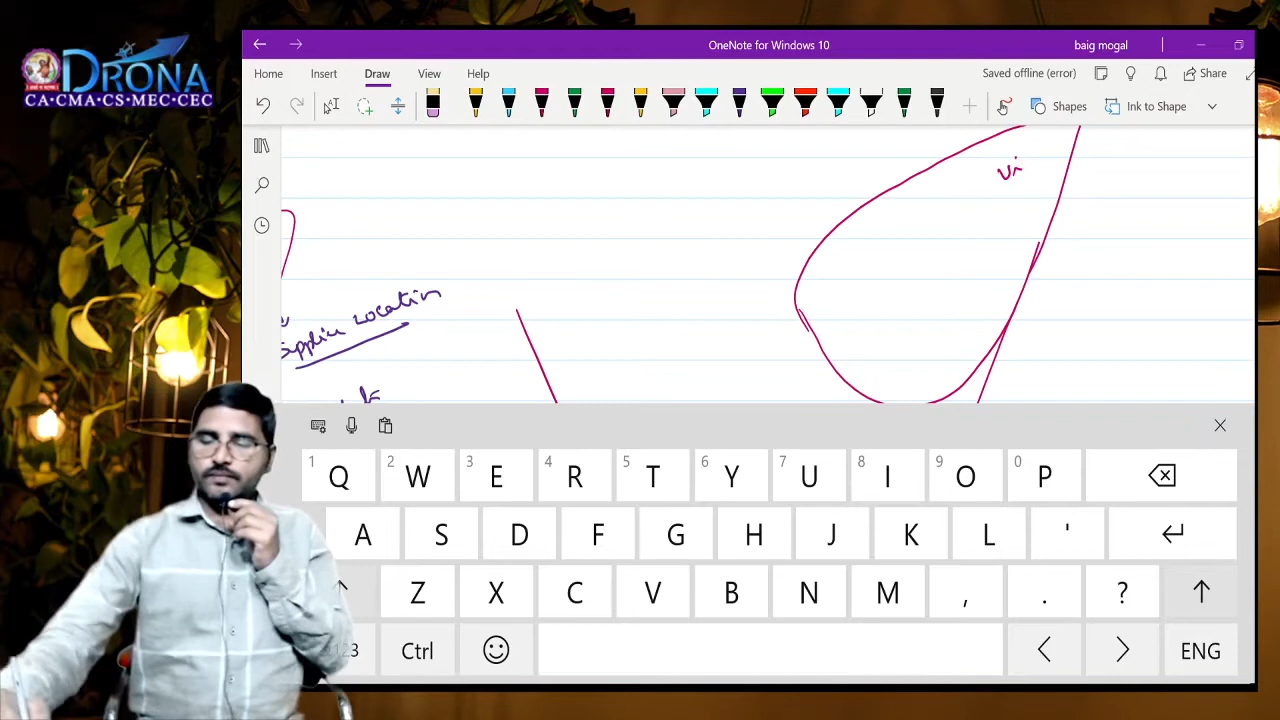 DRONA
CA•CMA•CS•MEC•CEC
OneNote for Windows 10
baig mogal
Home Insert Draw View Help
Saved offline (error)
Share
Shapes
Ink to Shape
vi
Supplier Location
1 Q 2 W 3 E 4 R 5 T 6 Y 7 U 8 I 9 O 0 P
A S D F G H J K L '
Z X C V B N M , . ?
123 Ctrl ENG